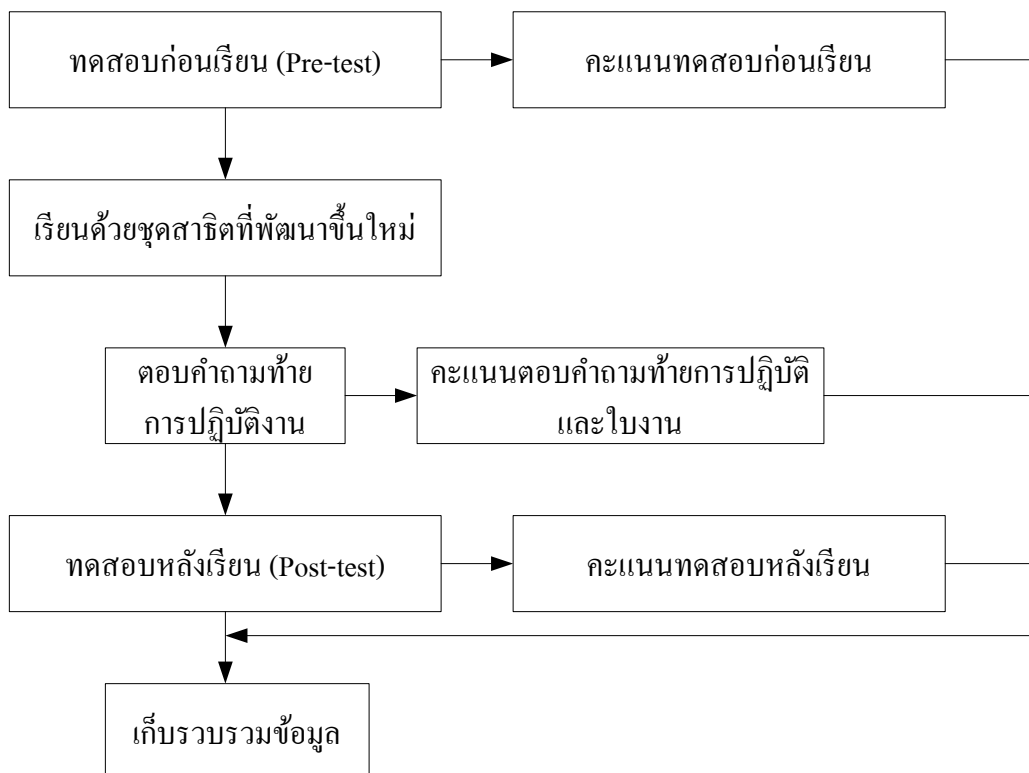 ทดสอบก่อนเรียน (Pre-test)
คะแนนทดสอบก่อนเรียน
เรียนด้วยชุดสาธิตที่พัฒนาขึ้นใหม่
ตอบคำถามท้าย
การปฏิบัติงาน
คะแนนตอบคำถามท้ายการปฏิบัติ
และใบงาน
ทดสอบหลังเรียน (Post-test)
คะแนนทดสอบหลังเรียน
เก็บรวบรวมข้อมูล